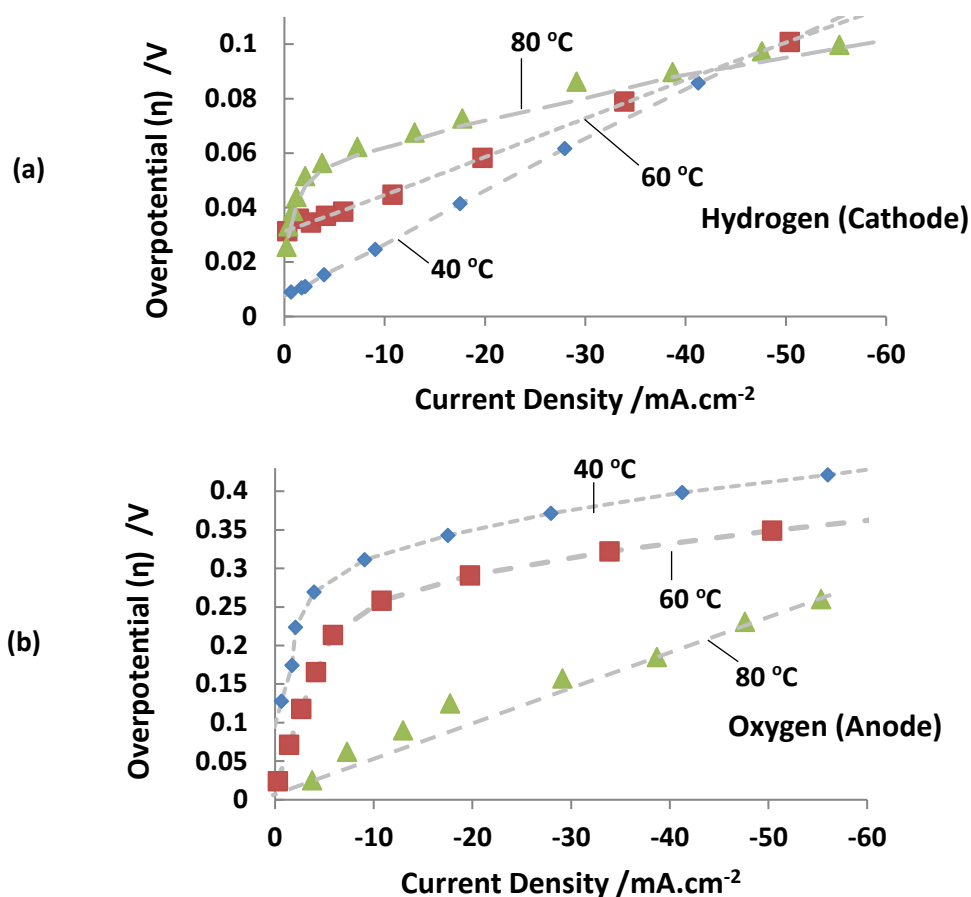 (a)
Overpotential (η) /V
0.1
0.08
0.06
0.04
0.02
0
80 °C
60 °C
40 °C
Hydrogen (Cathode)
0 -10 -20 -30 -40 -50 -60
Current Density /mA.cm-2
(b)
Overpotential (η) /V
0.4
0.35
0.3
0.25
0.2
0.15
0.1
0.05
0
40 °C
60 °C
80 °C
Oxygen (Anode)
0 -10 -20 -30 -40 -50 -60
Current Density /mA.cm-2